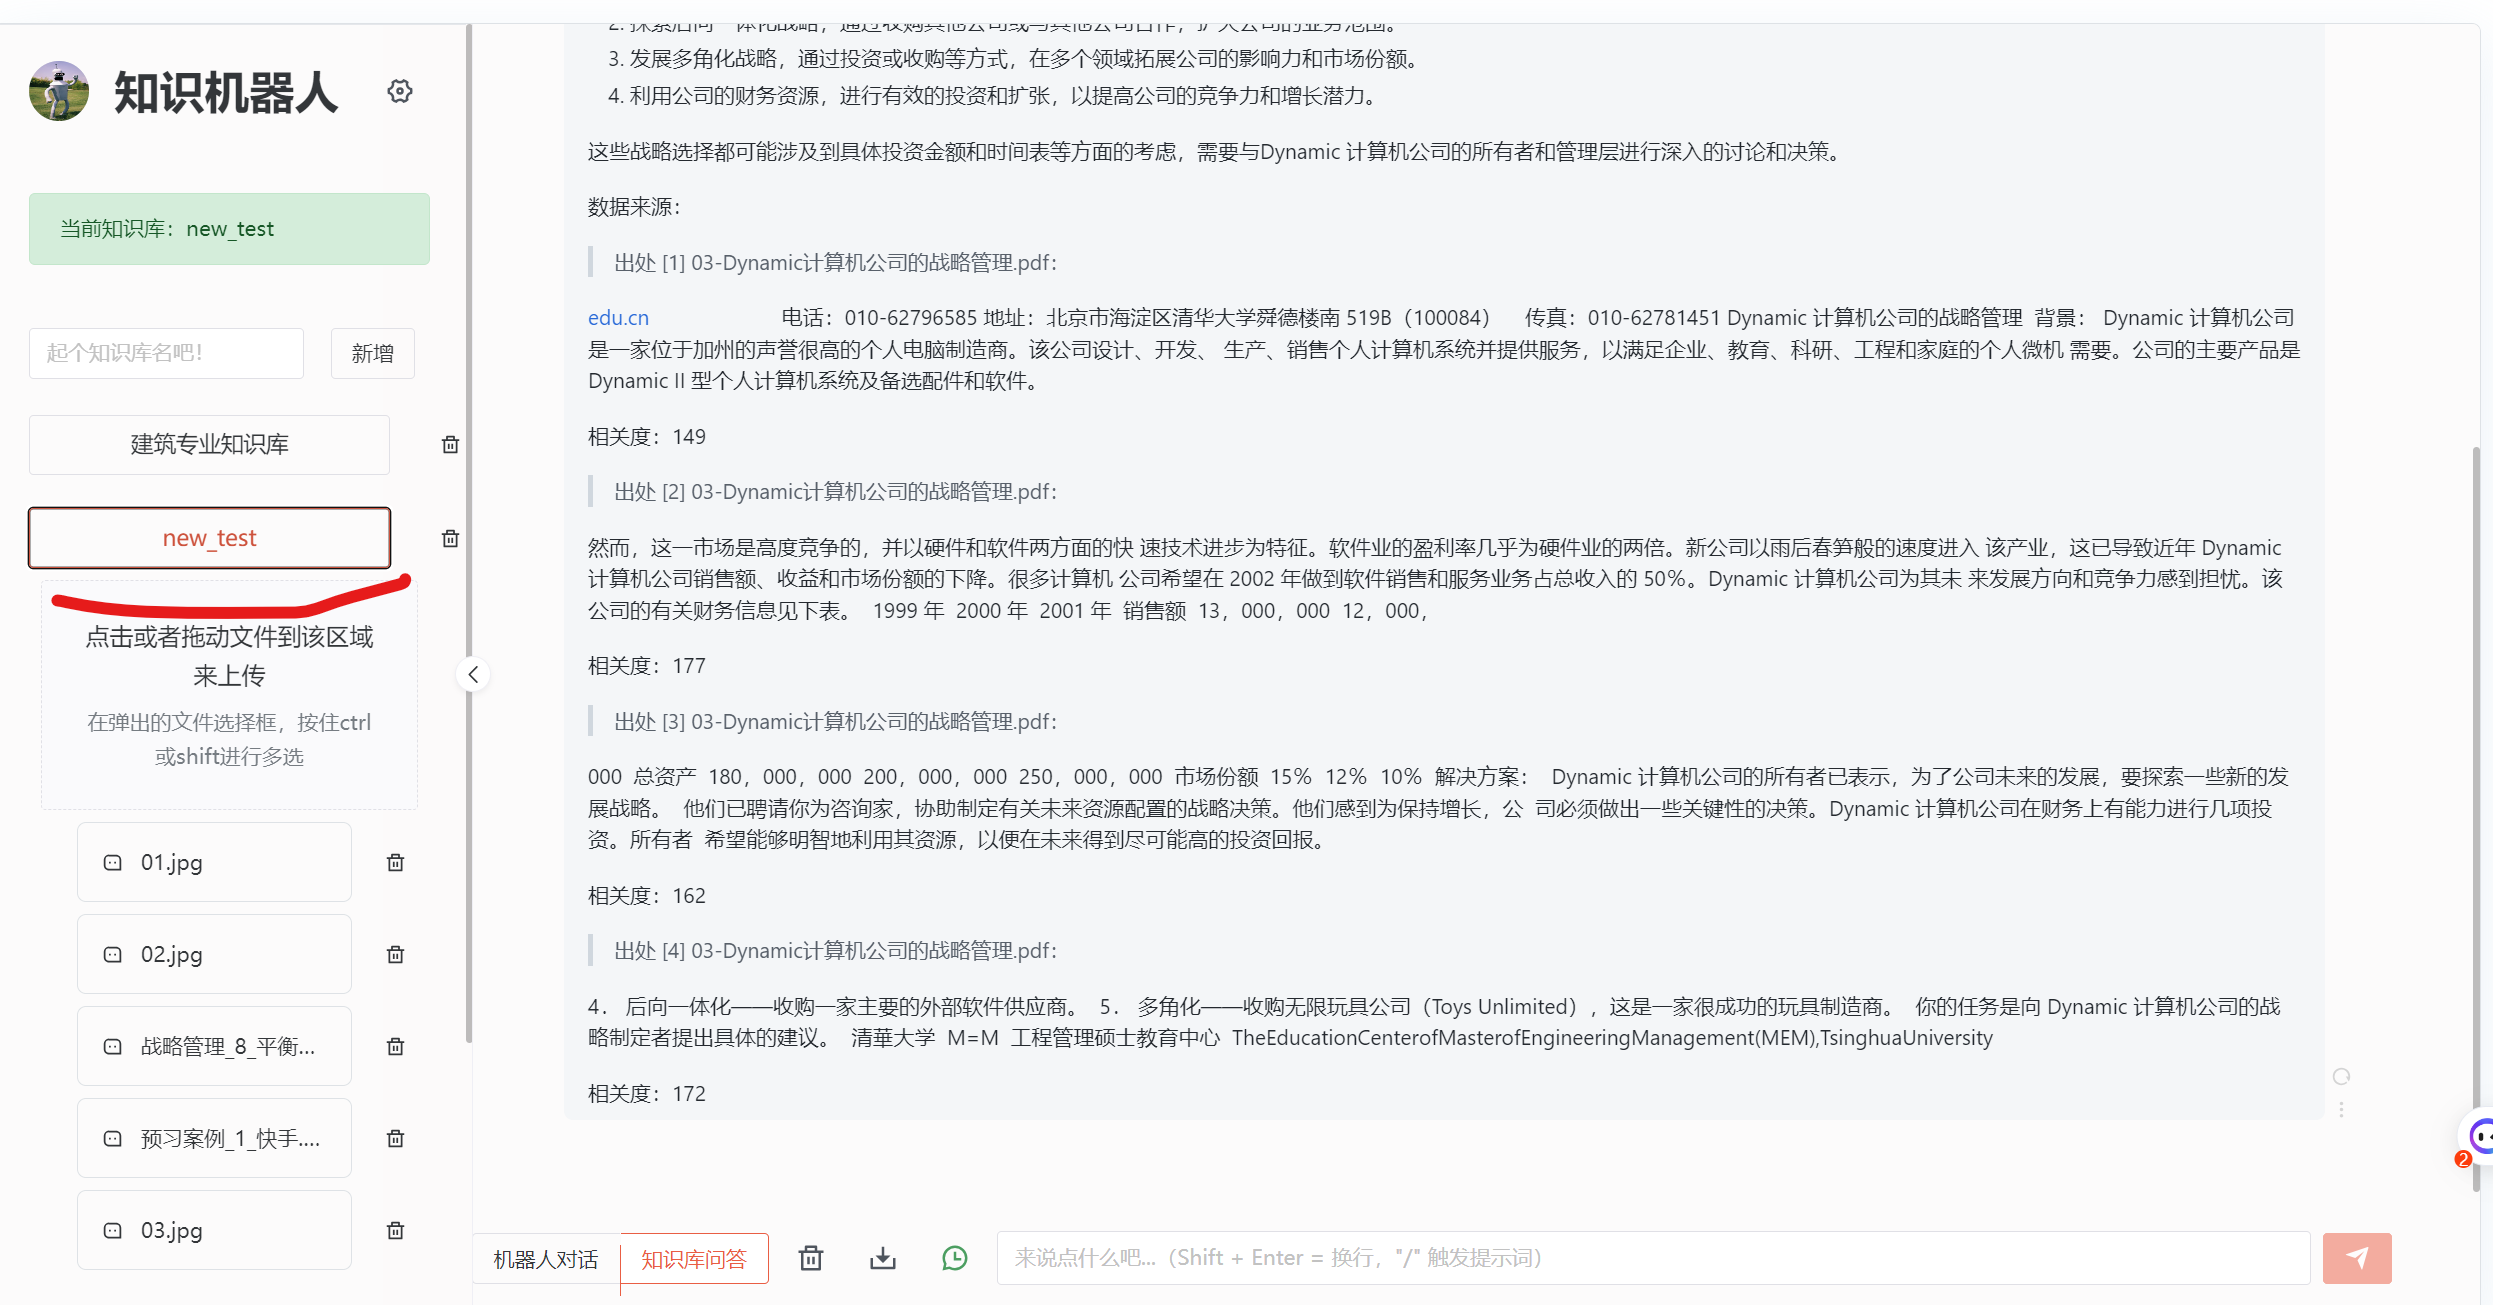 知识机器人
当前知识库：new_test
起个知识库名吧！
新增
建筑专业知识库
new_test
点击或者拖动文件到该区域
来上传
在弹出的文件选择框，按住ctrl
或shift进行多选
01.jpg
02.jpg
战略管理_8_平衡...
预习案例_1_快手....
03.jpg
2. 探索后向一体化战略，通过收购其他公司或与其他公司合作，扩大公司的业务范围。
3. 发展多角化战略，通过投资或收购等方式，在多个领域拓展公司的影响力和市场份额。
4. 利用公司的财务资源，进行有效的投资和扩张，以提高公司的竞争力和增长潜力。
这些战略选择都可能涉及到具体投资金额和时间表等方面的考虑，需要与Dynamic 计算机公司的所有者和管理层进行深入的讨论和决策。
数据来源：
出处 [1] 03-Dynamic计算机公司的战略管理.pdf：
edu.cn 电话：010-62796585 地址：北京市海淀区清华大学舜德楼南 519B（100084） 传真：010-62781451 Dynamic 计算机公司的战略管理 背景： Dynamic 计算机公司
是一家位于加州的声誉很高的个人电脑制造商。该公司设计、开发、 生产、销售个人计算机系统并提供服务，以满足企业、教育、科研、工程和家庭的个人微机 需要。公司的主要产品是
Dynamic II 型个人计算机系统及备选配件和软件。
相关度：149
出处 [2] 03-Dynamic计算机公司的战略管理.pdf：
然而，这一市场是高度竞争的，并以硬件和软件两方面的快 速技术进步为特征。软件业的盈利率几乎为硬件业的两倍。新公司以雨后春笋般的速度进入 该产业，这已导致近年 Dynamic
计算机公司销售额、收益和市场份额的下降。很多计算机 公司希望在 2002 年做到软件销售和服务业务占总收入的 50%。Dynamic 计算机公司为其未 来发展方向和竞争力感到担忧。该
公司的有关财务信息见下表。 1999 年 2000 年 2001 年 销售额 13，000，000 12，000，
相关度：177
出处 [3] 03-Dynamic计算机公司的战略管理.pdf：
000 总资产 180，000，000 200，000，000 250，000，000 市场份额 15% 12% 10% 解决方案： Dynamic 计算机公司的所有者已表示，为了公司未来的发展，要探索一些新的发
展战略。 他们已聘请你为咨询家，协助制定有关未来资源配置的战略决策。他们感到为保持增长，公 司必须做出一些关键性的决策。Dynamic 计算机公司在财务上有能力进行几项投
资。所有者 希望能够明智地利用其资源，以便在未来得到尽可能高的投资回报。
相关度：162
出处 [4] 03-Dynamic计算机公司的战略管理.pdf：
4． 后向一体化——收购一家主要的外部软件供应商。 5． 多角化——收购无限玩具公司（Toys Unlimited），这是一家很成功的玩具制造商。 你的任务是向 Dynamic 计算机公司的战
略制定者提出具体的建议。 清華大学 M=M 工程管理硕士教育中心 TheEducationCenterofMasterofEngineeringManagement(MEM),TsinghuaUniversity
相关度：172
2
机器人对话
知识库问答
来说点什么吧...（Shift + Enter = 换行，"/" 触发提示词）